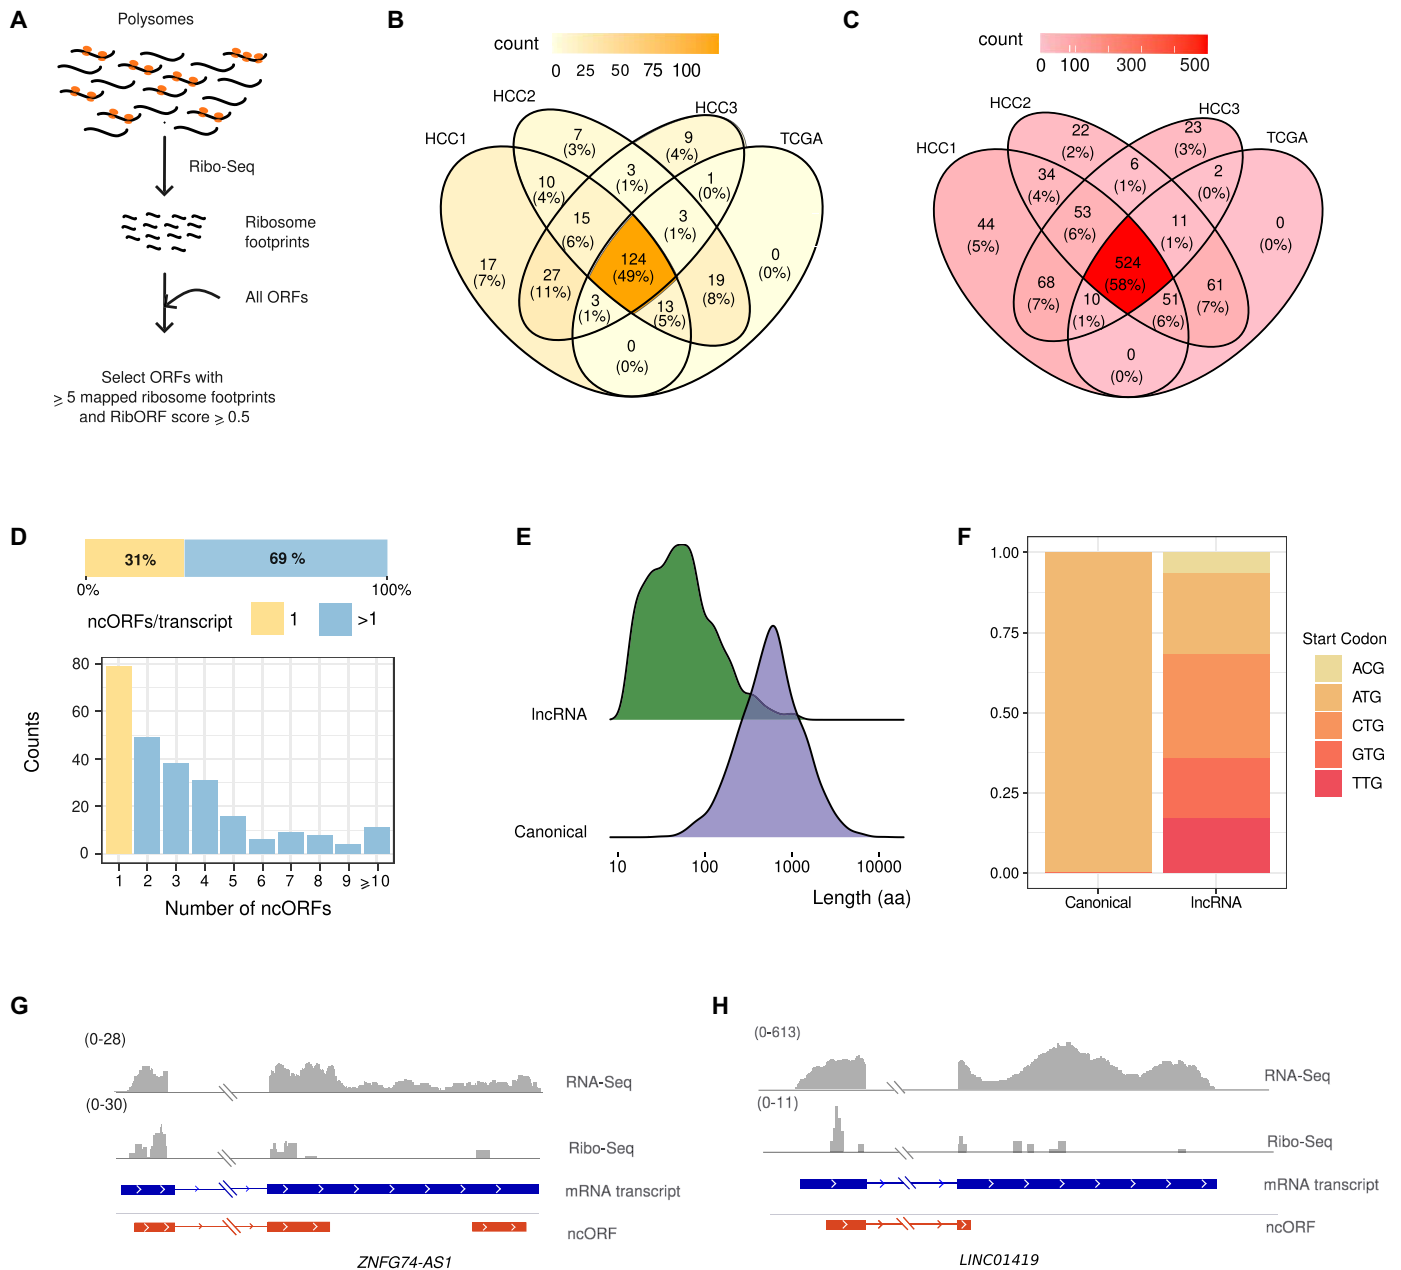 A
Polysomes
Ribo-Seq
Ribosome
footprints
All ORFs
Select ORFs with
⩾ 5 mapped ribosome footprints
and RibORF score ⩾ 0.5
B
count
0 25 50 75 100
HCC1
HCC2
HCC3
TCGA
7
(3%)
9
(4%)
3
(1%)
1
(0%)
10
(4%)
15
(6%)
3
(1%)
17
(7%)
124
(49%)
0
(0%)
27
(11%)
19
(8%)
3
(1%)
13
(5%)
0
(0%)
C
count
0 100 300 500
HCC1
HCC2
HCC3
TCGA
22
(2%)
23
(3%)
6
(1%)
2
(0%)
34
(4%)
53
(6%)
11
(1%)
44
(5%)
524
(58%)
0
(0%)
68
(7%)
61
(7%)
10
(1%)
51
(6%)
0
(0%)
D
31%
69 %
0%
100%
ncORFs/transcript
1
>1
80
60
40
20
0
Counts
1 2 3 4 5 6 7 8 9 ⩾10
Number of ncORFs
E
lncRNA
Canonical
10 100 1000 10000
Length (aa)
F
1.00
0.75
0.50
0.25
0.00
Canonical
lncRNA
Start Codon
ACG
ATG
CTG
GTG
TTG
G
(0-28)
RNA-Seq
(0-30)
Ribo-Seq
mRNA transcript
ncORF
ZNFG74-AS1
H
(0-613)
RNA-Seq
(0-11)
Ribo-Seq
mRNA transcript
ncORF
LINC01419